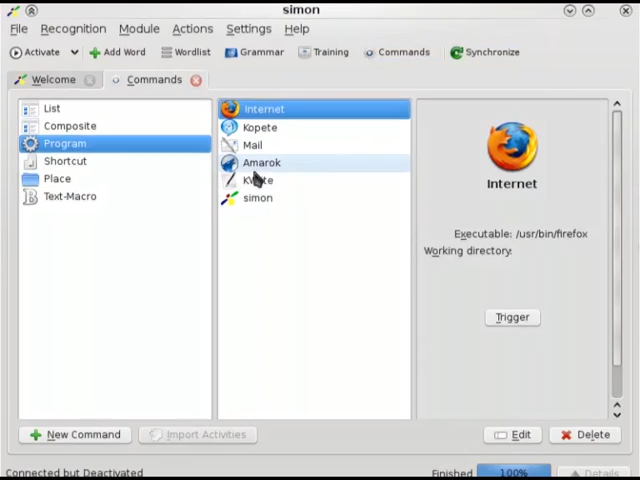 simon
File Recognition Module Actions Settings Help
Activate Add Word Wordlist Grammar Training Commands Synchronize
Welcome Commands
List
Composite
Program
Shortcut
Place
Text-Macro
Internet
Kopete
Mail
Amarok
simon
Internet
Executable: /usr/bin/firefox
Working directory:
Trigger
New Command Import Activities Edit Delete
Connected but Deactivated Finished 100% Details